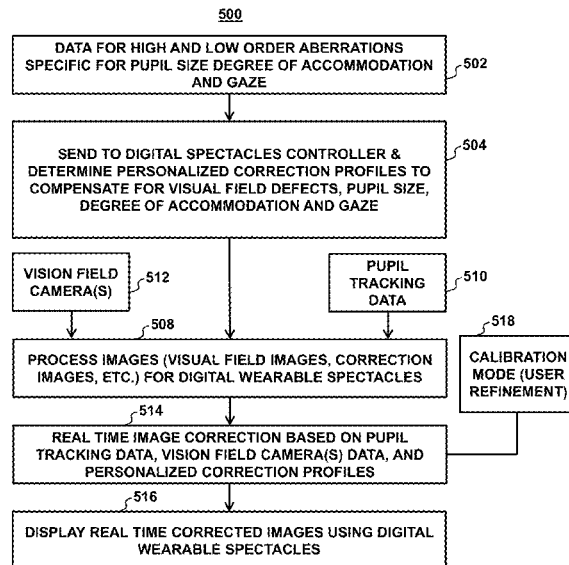 500
DATA FOR HIGH AND LOW ORDER ABERRATIONS
SPECIFIC FOR PUPIL SIZE DEGREE OF ACCOMMODATION
AND GAZE
502
SEND TO DIGITAL SPECTACLES CONTROLLER &
DETERMINE PERSONALIZED CORRECTION PROFILES TO
COMPENSATE FOR VISUAL FIELD DEFECTS, PUPIL SIZE,
DEGREE OF ACCOMMODATION AND GAZE
504
VISION FIELD
CAMERA(S)
512
PUPIL
TRACKING
DATA
510
508
PROCESS IMAGES (VISUAL FIELD IMAGES, CORRECTION
IMAGES, ETC.) FOR DIGITAL WEARABLE SPECTACLES
518
CALIBRATION
MODE (USER
REFINEMENT)
514
REAL TIME IMAGE CORRECTION BASED ON PUPIL
TRACKING DATA, VISION FIELD CAMERA(S) DATA, AND
PERSONALIZED CORRECTION PROFILES
516
DISPLAY REAL TIME CORRECTED IMAGES USING DIGITAL
WEARABLE SPECTACLES